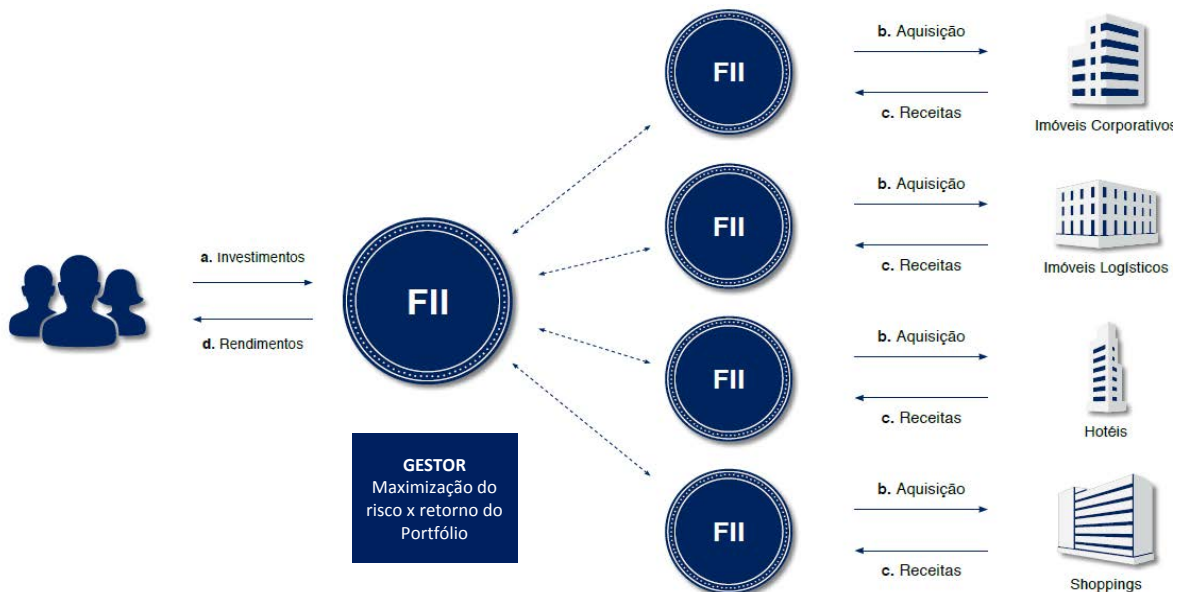 FII
b. Aquisição
c. Receitas
Imóveis Corporativos
FII
b. Aquisição
c. Receitas
Imóveis Logísticos
a. Investimentos
d. Rendimentos
FII
FII
b. Aquisição
c. Receitas
Hotéis
GESTOR
Maximização do
risco x retorno do
Portfólio
FII
b. Aquisição
c. Receitas
Shoppings